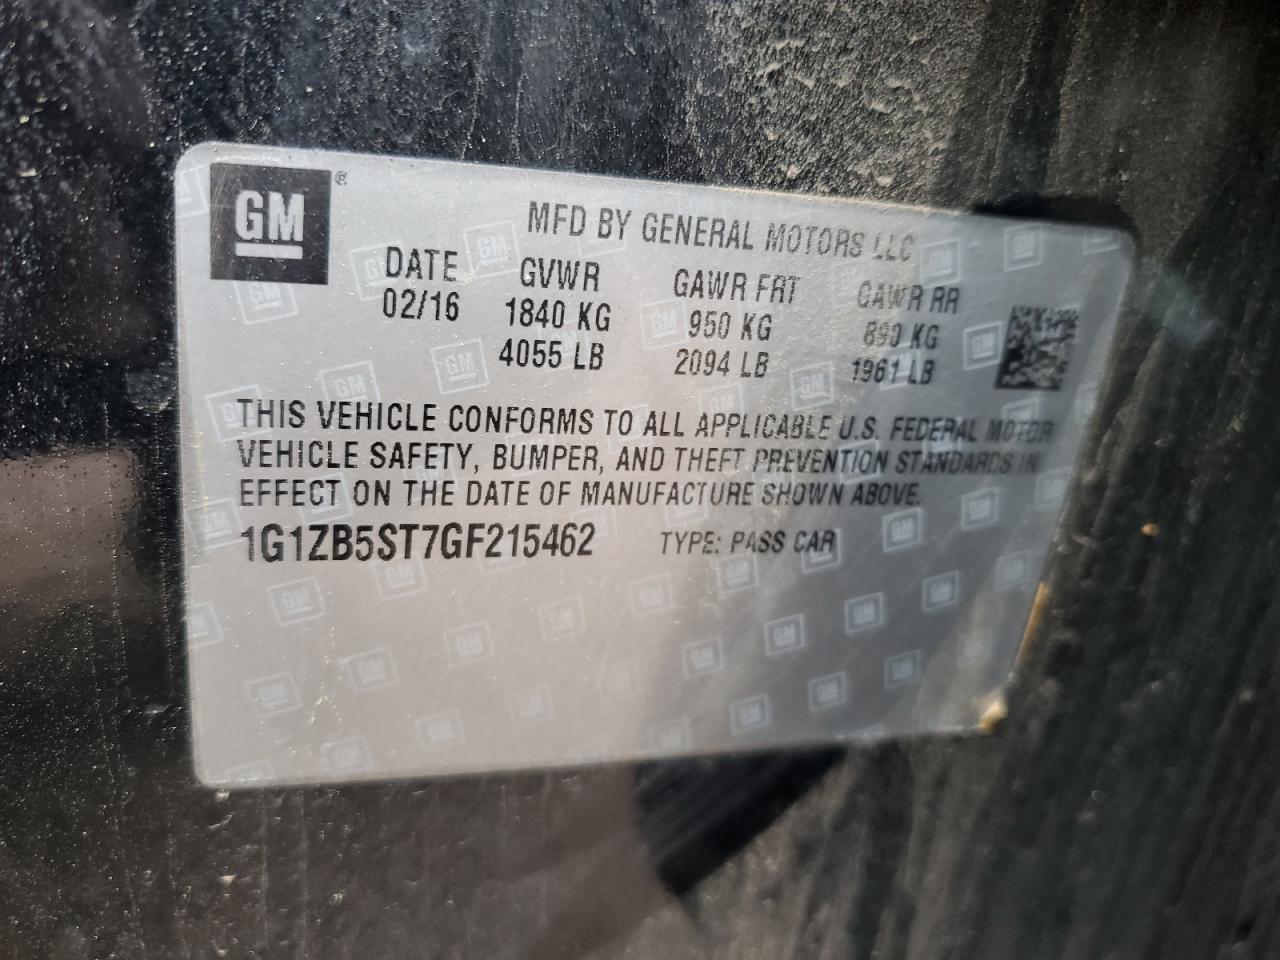 GM ®
MFD BY GENERAL MOTORS LLC
DATE GVWR GAWR FRT GAWR RR
02/16 1840 KG 950 KG 890 KG
4055 LB 2094 LB 1961 LB
THIS VEHICLE CONFORMS TO ALL APPLICABLE U.S. FEDERAL MOTOR
VEHICLE SAFETY, BUMPER, AND THEFT PREVENTION STANDARDS IN
EFFECT ON THE DATE OF MANUFACTURE SHOWN ABOVE.
1G1ZB5ST7GF215462 TYPE: PASS CAR